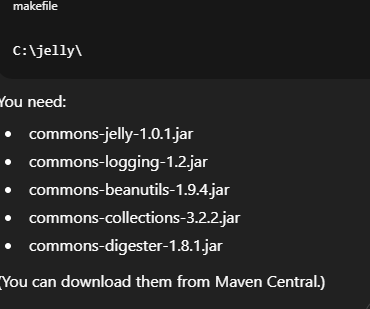 makefile
C:\jelly\
You need:
• commons-jelly-1.0.1.jar
• commons-logging-1.2.jar
• commons-beanutils-1.9.4.jar
• commons-collections-3.2.2.jar
• commons-digester-1.8.1.jar
(You can download them from Maven Central.)